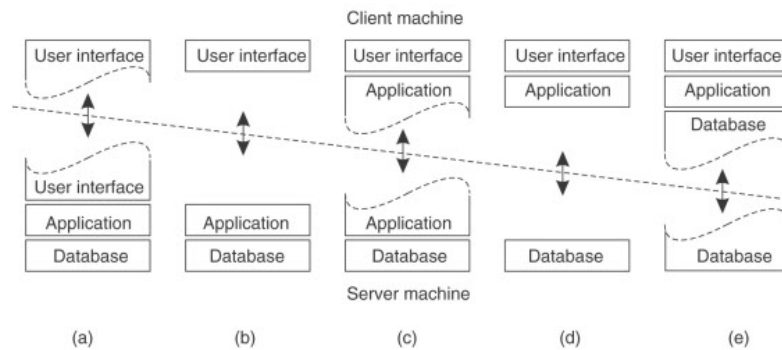 Client machine
User interface User interface User interface User interface User interface
Application Application Application
Database
User interface
Application Application Application
Database Database Database Database Database
Server machine
(a) (b) (c) (d) (e)